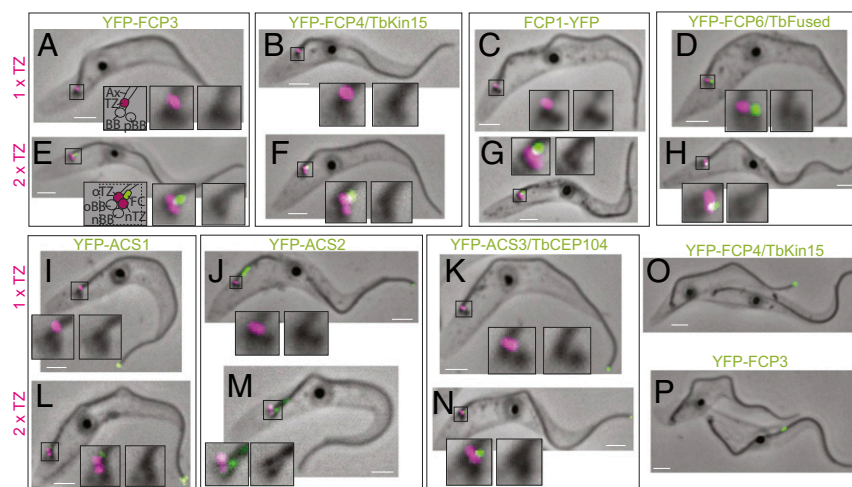 YFP-FCP3
YFP-FCP4/TbKin15
FCP1-YFP
YFP-FCP6/TbFused
1 x TZ
A
B
C
D
Ax
TZ
BB
pBB
2 x TZ
E
F
G
H
oTZ
oBB
FC
nTZ
nBB
YFP-ACS1
YFP-ACS2
YFP-ACS3/TbCEP104
YFP-FCP4/TbKin15
1 x TZ
I
J
K
O
YFP-FCP3
2 x TZ
L
M
N
P